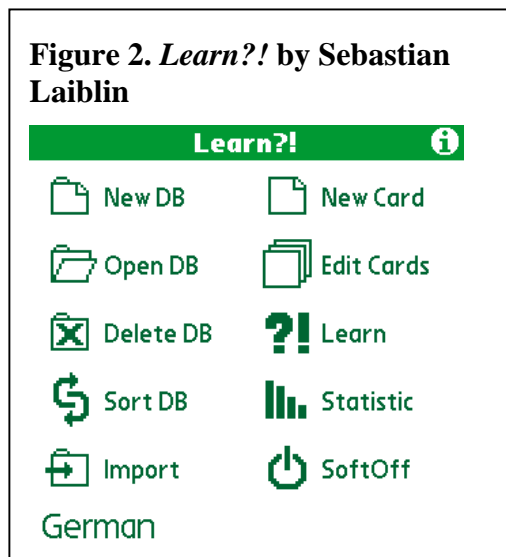 Figure 2. Learn?! by Sebastian
Laiblin
Learn?!
New DB
New Card
Open DB
Edit Cards
Delete DB
Learn
Sort DB
Statistic
Import
SoftOff
German